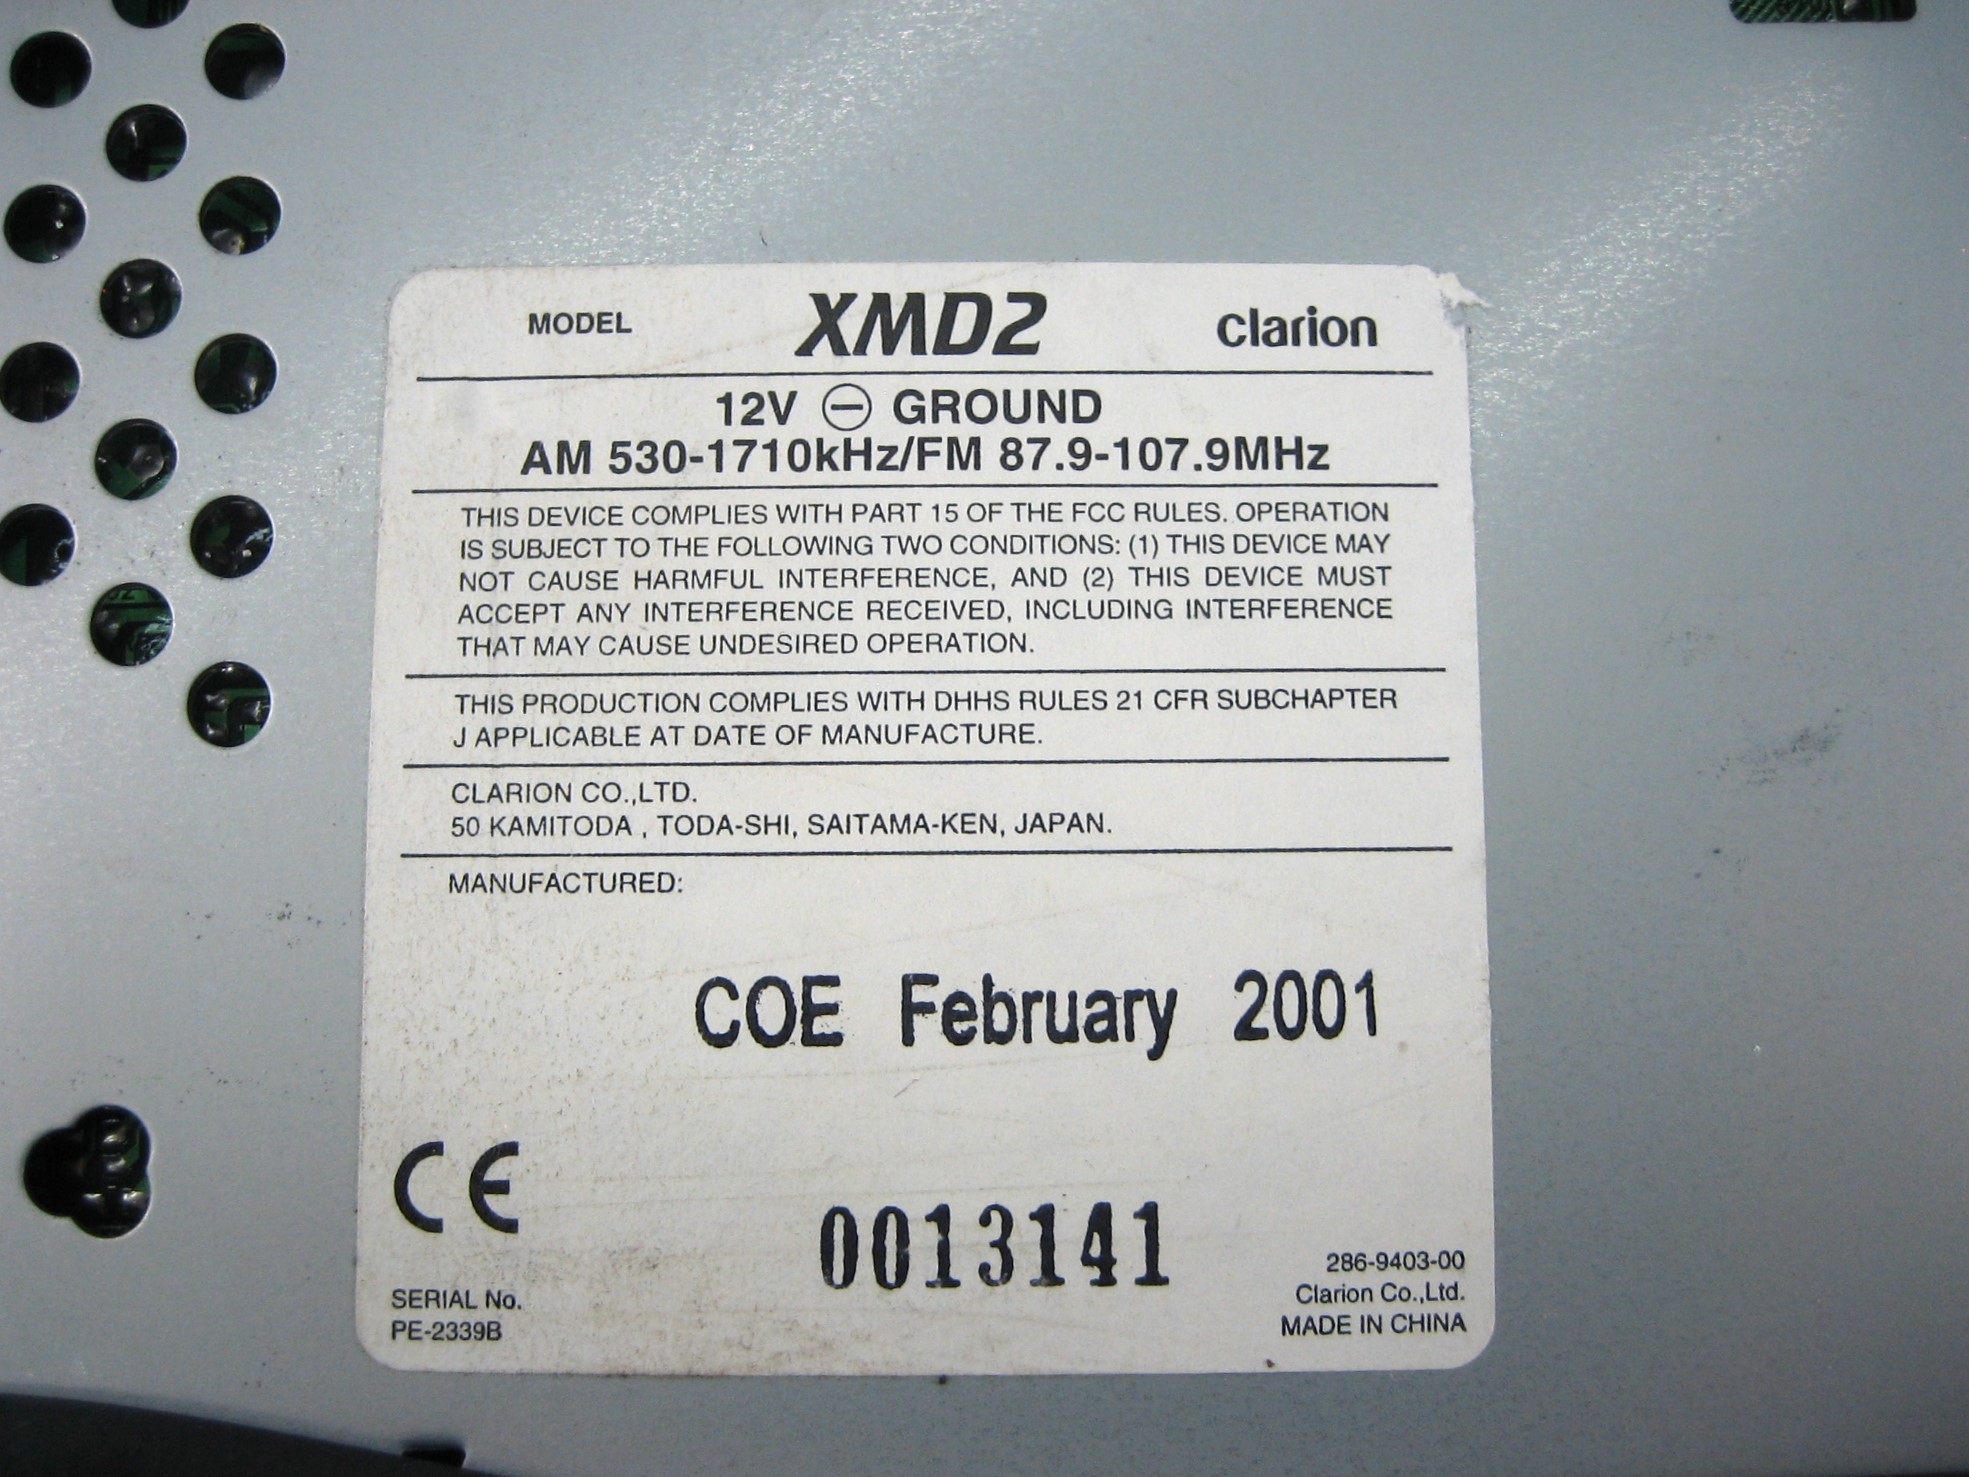 MODEL XMD2 clarion
12V ⊖ GROUND
AM 530-1710kHz/FM 87.9-107.9MHz
THIS DEVICE COMPLIES WITH PART 15 OF THE FCC RULES. OPERATION
IS SUBJECT TO THE FOLLOWING TWO CONDITIONS: (1) THIS DEVICE MAY
NOT CAUSE HARMFUL INTERFERENCE, AND (2) THIS DEVICE MUST
ACCEPT ANY INTERFERENCE RECEIVED, INCLUDING INTERFERENCE
THAT MAY CAUSE UNDESIRED OPERATION.
THIS PRODUCTION COMPLIES WITH DHHS RULES 21 CFR SUBCHAPTER
J APPLICABLE AT DATE OF MANUFACTURE.
CLARION CO.,LTD.
50 KAMITODA , TODA-SHI, SAITAMA-KEN, JAPAN.
MANUFACTURED:
COE February 2001
CE
0013141
SERIAL No.
PE-2339B
286-9403-00
Clarion Co.,Ltd.
MADE IN CHINA